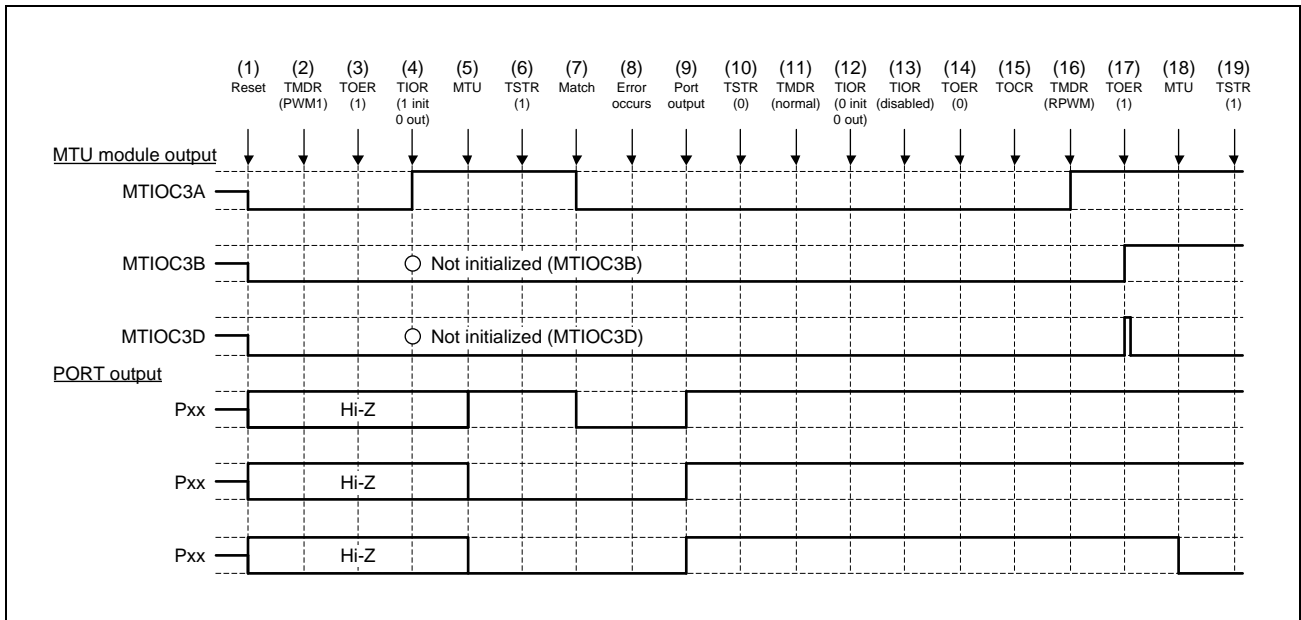 (1) (2) (3) (4) (5) (6) (7) (8) (9) (10) (11) (12) (13) (14) (15) (16) (17) (18) (19)
Reset TMDR TOER TIOR MTU TSTR Match Error Port TSTR TMDR TIOR TIOR TOER TOCR TMDR TOER MTU TSTR
(PWM1) (1) (1 init (1) occurs output (0) (normal) (0 init (disabled) (0) (RPWM) (1) (1)
0 out) 0 out)
MTU module output
MTIOC3A
MTIOC3B Not initialized (MTIOC3B)
MTIOC3D Not initialized (MTIOC3D)
PORT output
Pxx Hi-Z
Pxx Hi-Z
Pxx Hi-Z